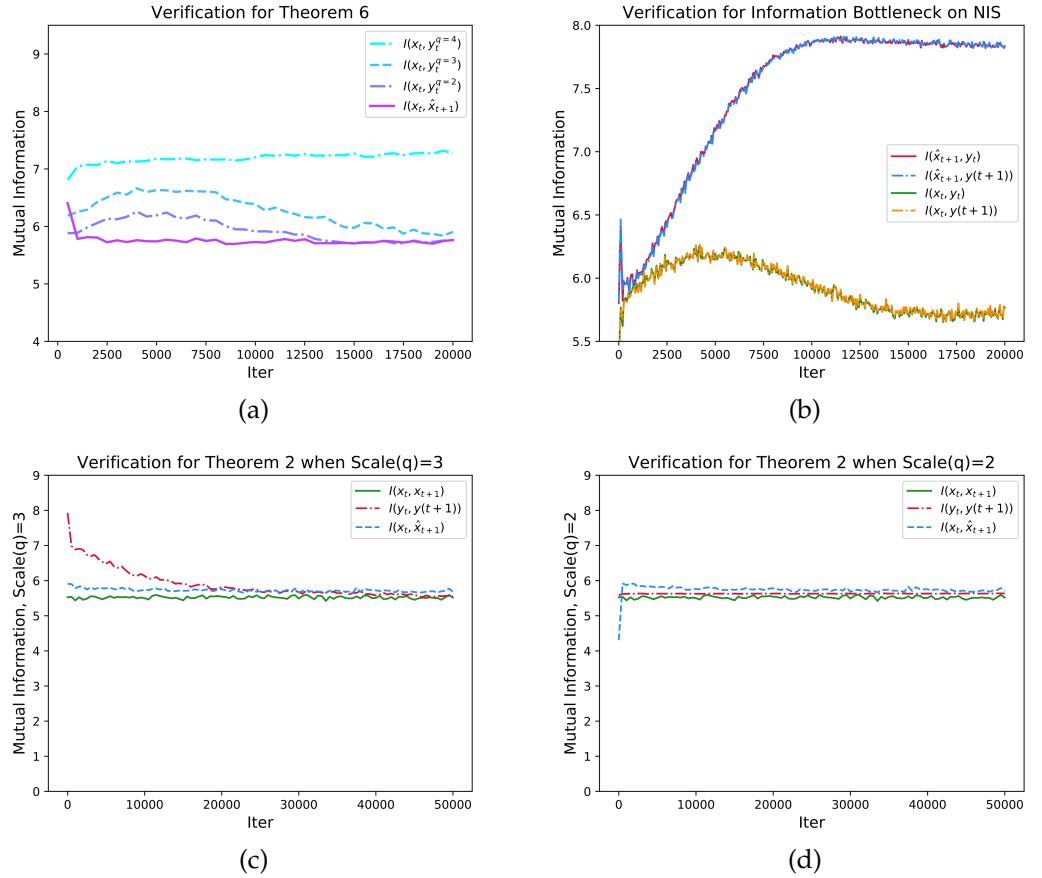 Verification for Theorem 6
Mutual Information
9
8
7
6
5
4
I(x_t, y_t^{q=4})
I(x_t, y_t^{q=3})
I(x_t, y_t^{q=2})
I(x_t, x̂_{t+1})
0 2500 5000 7500 10000 12500 15000 17500 20000
Iter
(a)
Verification for Information Bottleneck on NIS
Mutual Information
8.0
7.5
7.0
6.5
6.0
5.5
I(x̂_{t+1}, y_t)
I(x̂_{t+1}, y(t+1))
I(x_t, y_t)
I(x_t, y(t+1))
0 2500 5000 7500 10000 12500 15000 17500 20000
Iter
(b)
Verification for Theorem 2 when Scale(q)=3
Mutual Information, Scale(q)=3
9
8
7
6
5
4
3
2
1
0
I(x_t, x_{t+1})
I(y_t, y(t+1))
I(x_t, x̂_{t+1})
0 10000 20000 30000 40000 50000
Iter
(c)
Verification for Theorem 2 when Scale(q)=2
Mutual Information, Scale(q)=2
9
8
7
6
5
4
3
2
1
0
I(x_t, x_{t+1})
I(y_t, y(t+1))
I(x_t, x̂_{t+1})
0 10000 20000 30000 40000 50000
Iter
(d)